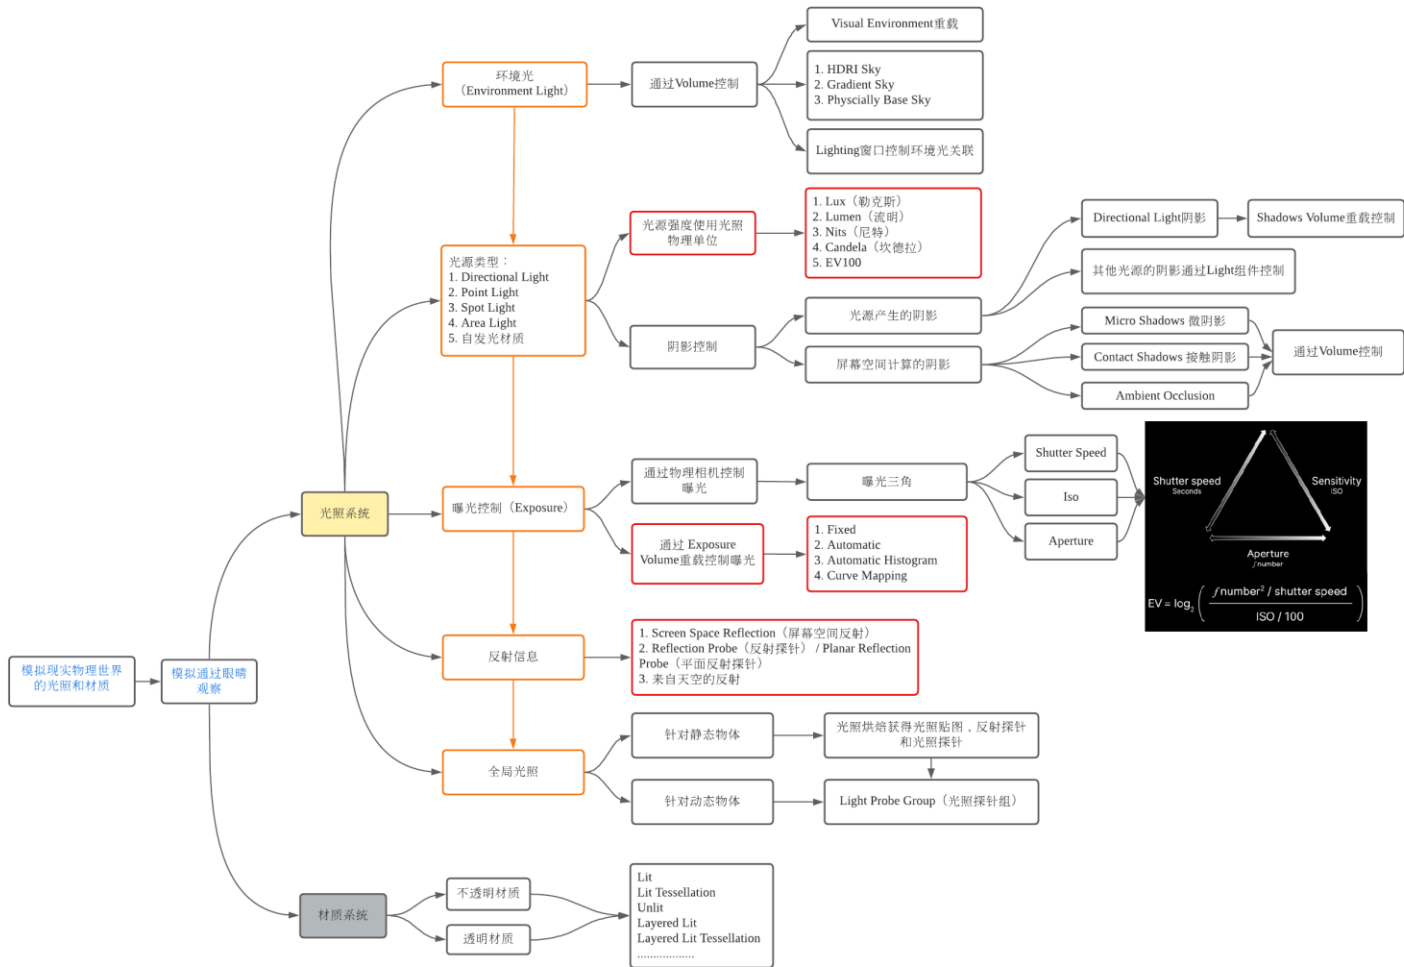 模拟现实物理世界
的光照和材质
模拟通过眼睛
观察
光照系统
环境光
（Environment Light）
通过Volume控制
Visual Environment重载
1. HDRI Sky
2. Gradient Sky
3. Physcially Base Sky
Lighting窗口控制环境光关联
光源类型：
1. Directional Light
2. Point Light
3. Spot Light
4. Area Light
5. 自发光材质
光源强度使用光照
物理单位
1. Lux（勒克斯）
2. Lumen（流明）
3. Nits（尼特）
4. Candela（坎德拉）
5. EV100
阴影控制
光源产生的阴影
Directional Light阴影
Shadows Volume重载控制
其他光源的阴影通过Light组件控制
屏幕空间计算的阴影
Micro Shadows 微阴影
Contact Shadows 接触阴影
Ambient Occlusion
通过Volume控制
曝光控制（Exposure）
通过物理相机控制
曝光
曝光三角
Shutter Speed
Iso
Aperture
Shutter speed
Seconds
Sensitivity
ISO
Aperture
f number
EV = log₂ ( f number² / shutter speed
ISO / 100 )
通过 Exposure
Volume重载控制曝光
1. Fixed
2. Automatic
3. Automatic Histogram
4. Curve Mapping
反射信息
1. Screen Space Reflection（屏幕空间反射）
2. Reflection Probe（反射探针） / Planar Reflection
Probe（平面反射探针）
3. 来自天空的反射
全局光照
针对静态物体
光照烘焙获得光照贴图，反射探针
和光照探针
针对动态物体
Light Probe Group（光照探针组）
材质系统
不透明材质
透明材质
Lit
Lit Tessellation
Unlit
Layered Lit
Layered Lit Tessellation
..................